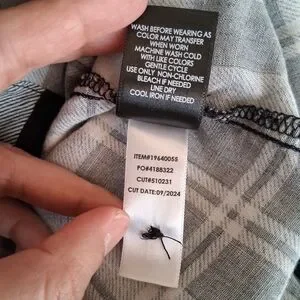 WASH BEFORE WEARING AS
COLOR MAY TRANSFER
WHEN WORN
MACHINE WASH COLD
WITH LIKE COLORS
GENTLE CYCLE
USE ONLY NON-CHLORINE
BLEACH IF NEEDED
LINE DRY
COOL IRON IF NEEDED
ITEM#19640055
PO#4188322
CUT#510231
CUT DATE:09/2024